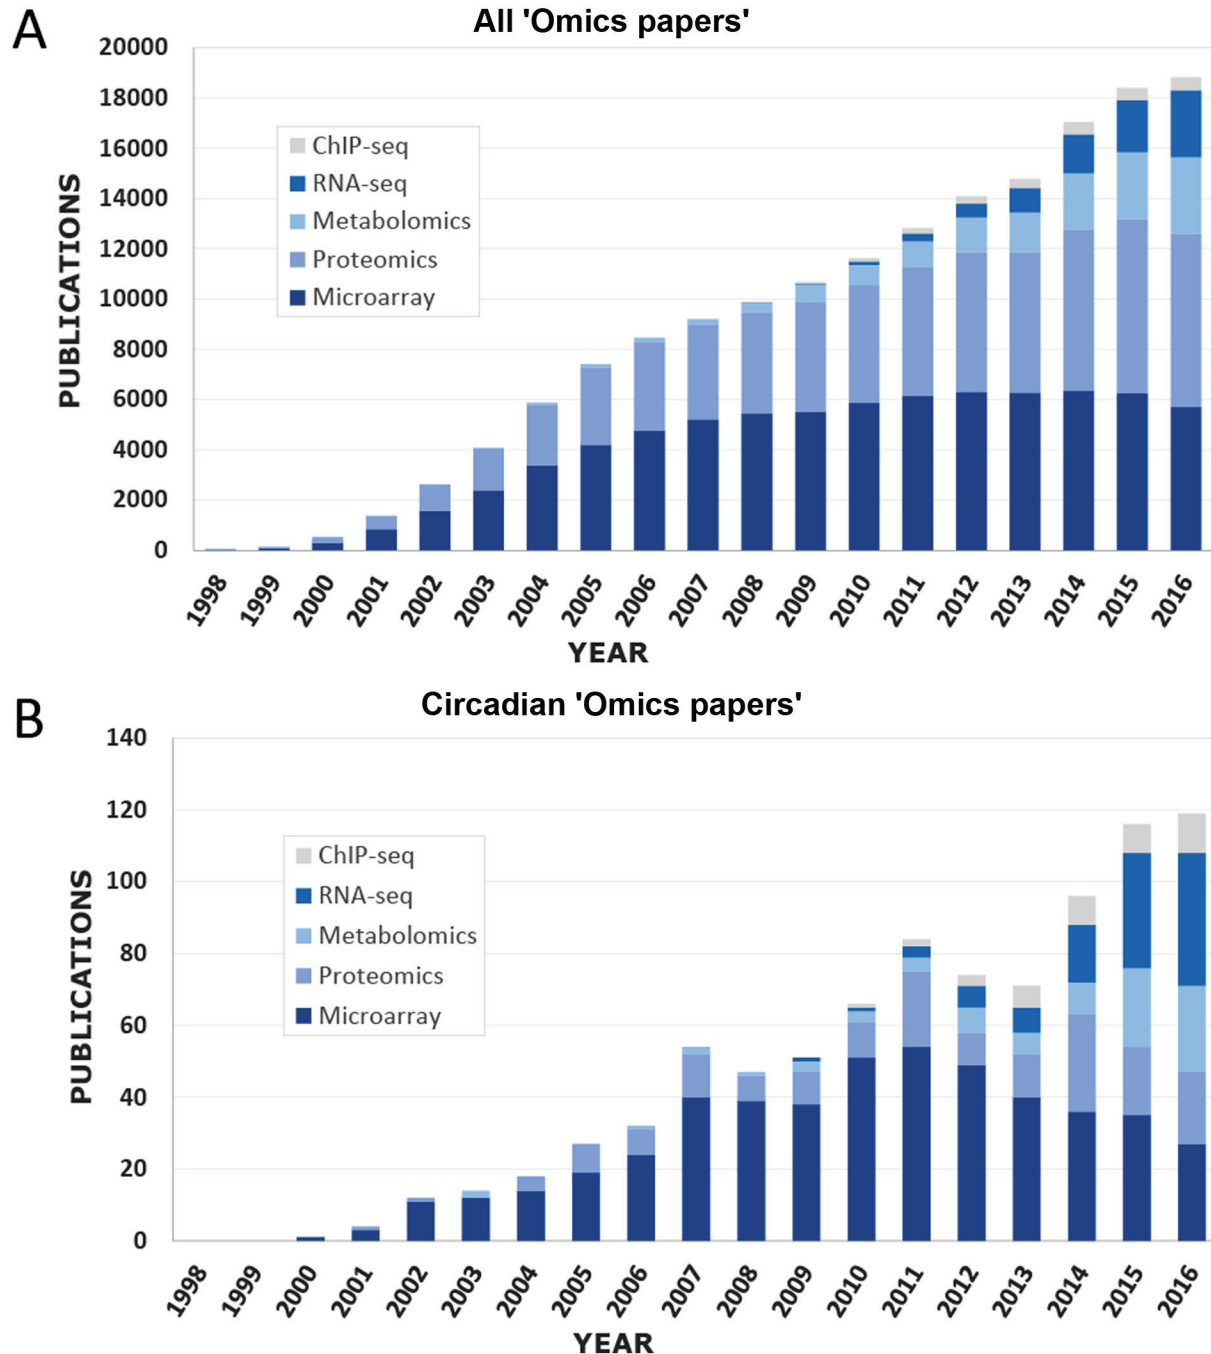 A
All 'Omics papers'
PUBLICATIONS
20000
18000
16000
14000
12000
10000
8000
6000
4000
2000
0
ChIP-seq
RNA-seq
Metabolomics
Proteomics
Microarray
1998 1999 2000 2001 2002 2003 2004 2005 2006 2007 2008 2009 2010 2011 2012 2013 2014 2015 2016
YEAR
B
Circadian 'Omics papers'
PUBLICATIONS
140
120
100
80
60
40
20
0
ChIP-seq
RNA-seq
Metabolomics
Proteomics
Microarray
1998 1999 2000 2001 2002 2003 2004 2005 2006 2007 2008 2009 2010 2011 2012 2013 2014 2015 2016
YEAR